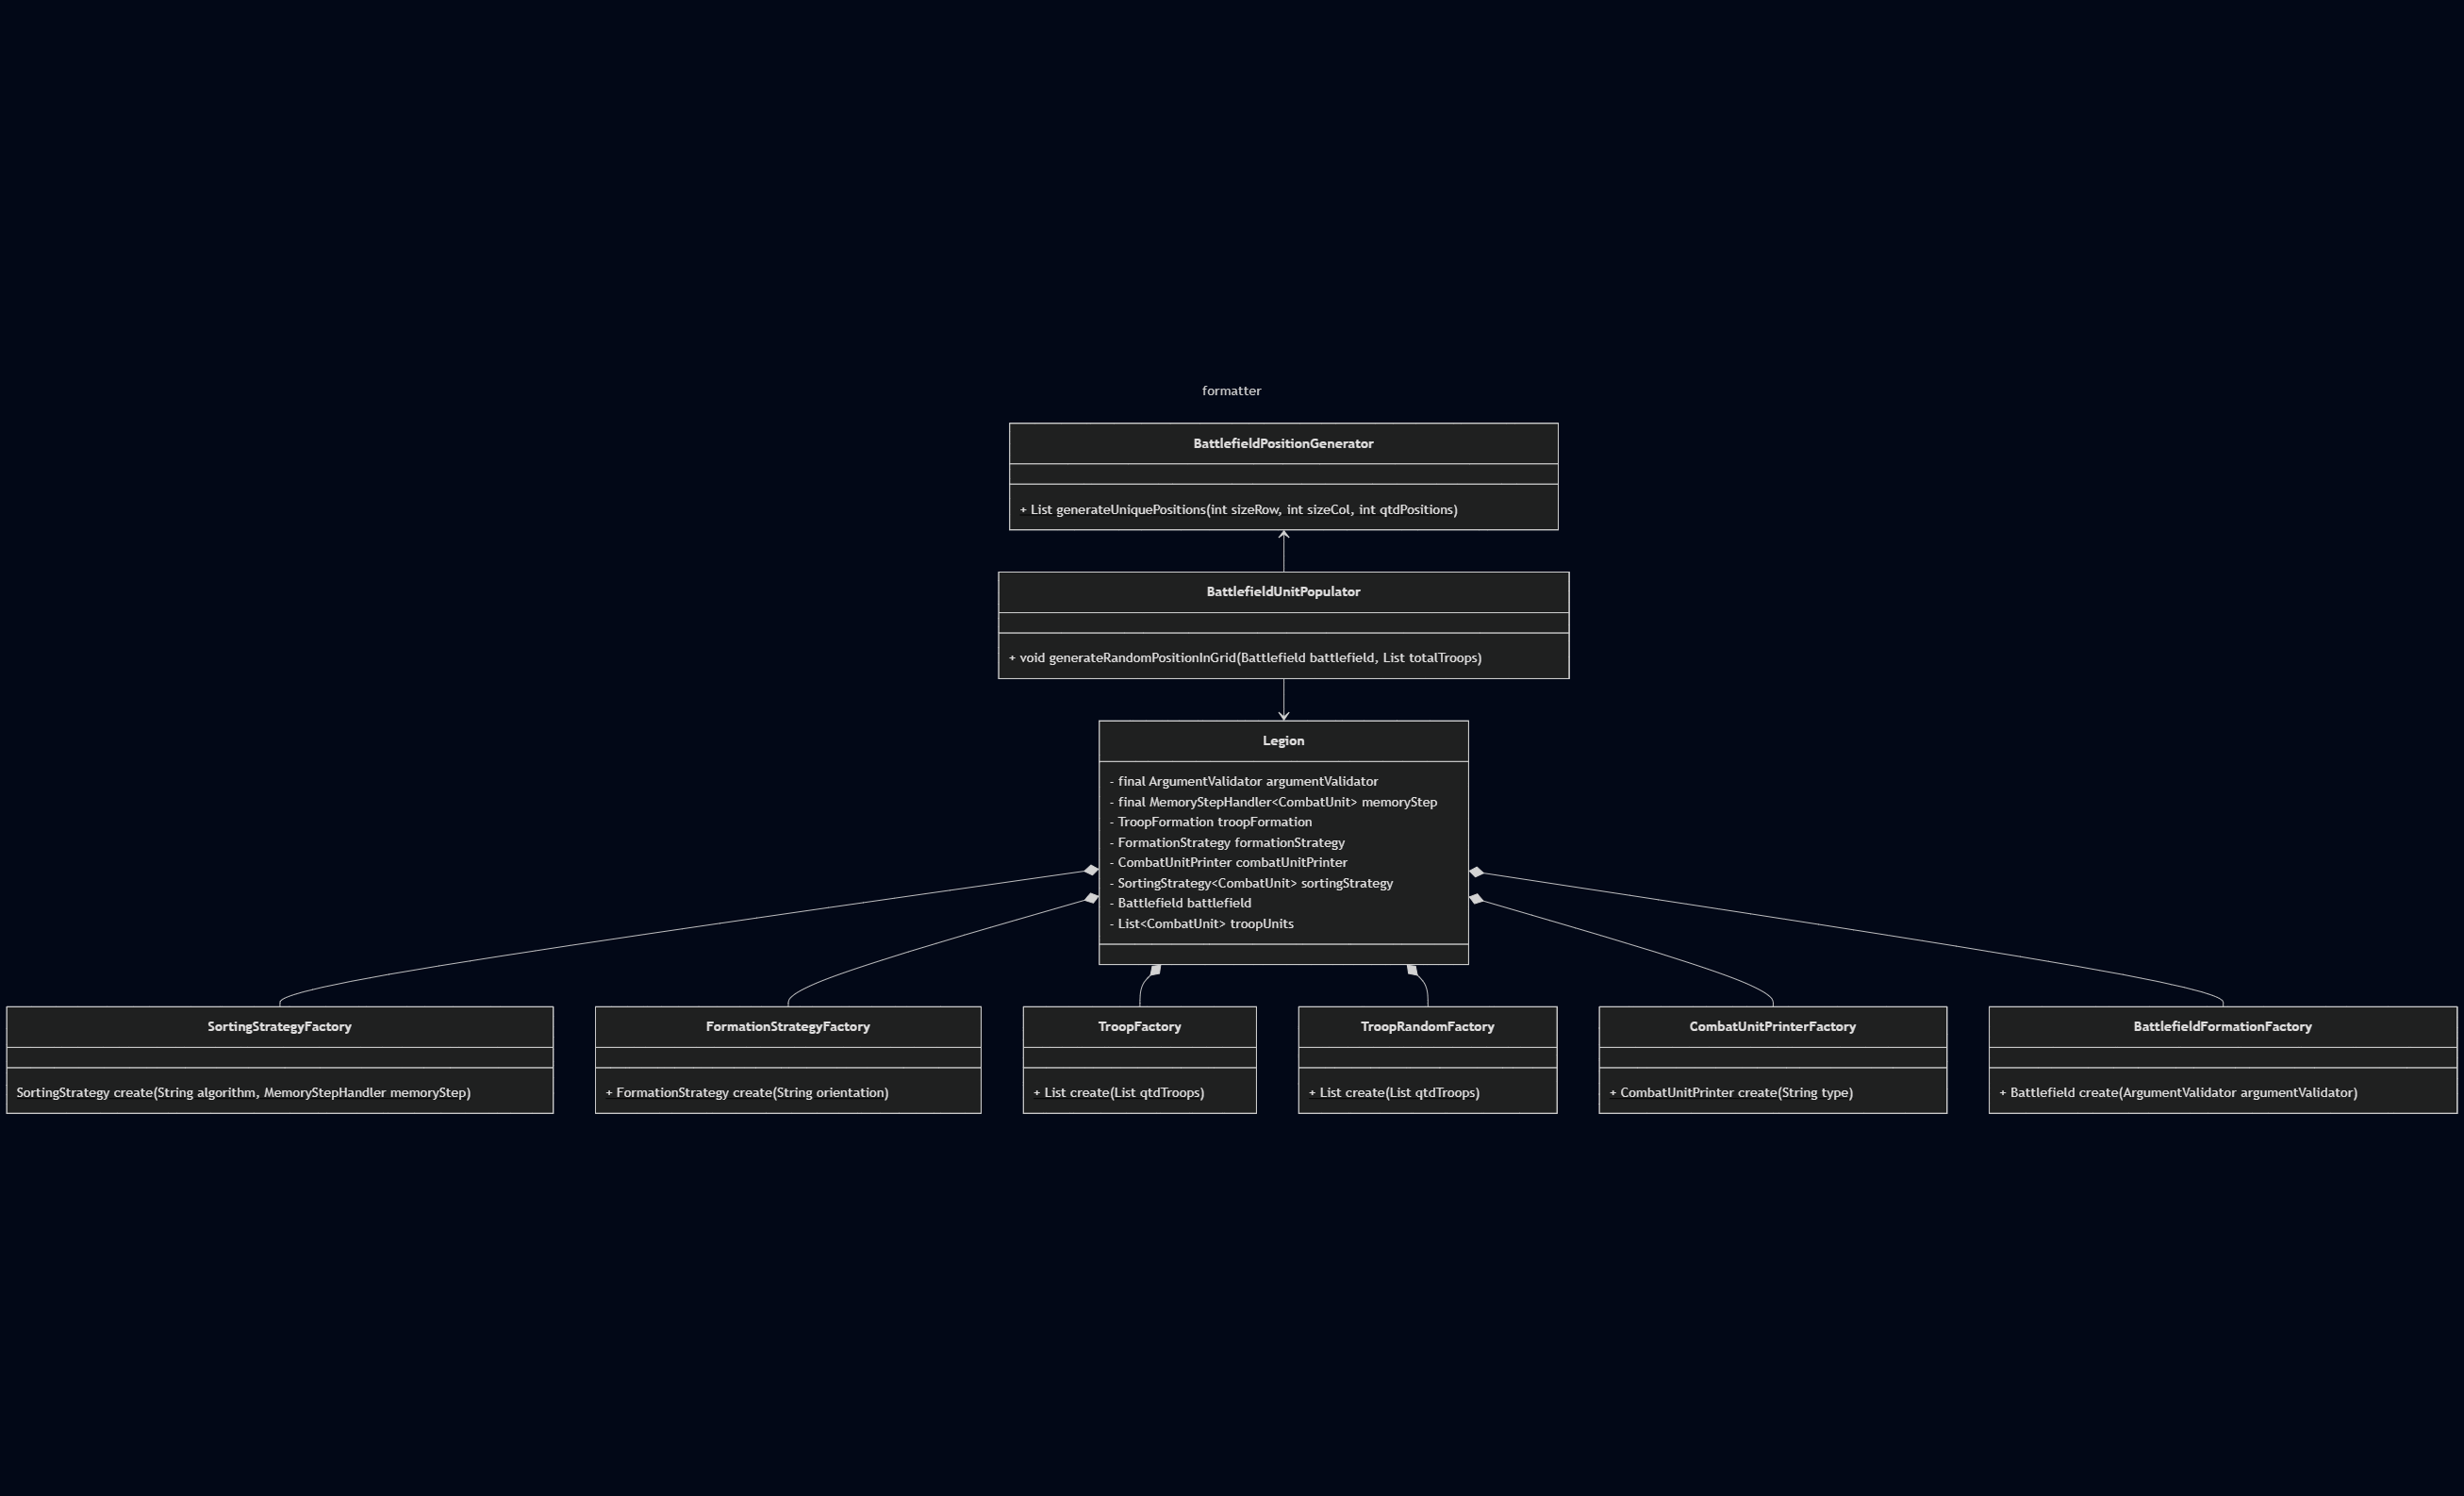 formatter
BattlefieldPositionGenerator
+ List generateUniquePositions(int sizeRow, int sizeCol, int qtdPositions)
BattlefieldUnitPopulator
+ void generateRandomPositionInGrid(Battlefield battlefield, List totalTroops)
Legion
- final ArgumentValidator argumentValidator
- final MemoryStepHandler<CombatUnit> memoryStep
- TroopFormation troopFormation
- FormationStrategy formationStrategy
- CombatUnitPrinter combatUnitPrinter
- SortingStrategy<CombatUnit> sortingStrategy
- Battlefield battlefield
- List<CombatUnit> troopUnits
SortingStrategyFactory
SortingStrategy create(String algorithm, MemoryStepHandler memoryStep)
FormationStrategyFactory
+ FormationStrategy create(String orientation)
TroopFactory
+ List create(List qtdTroops)
TroopRandomFactory
+ List create(List qtdTroops)
CombatUnitPrinterFactory
+ CombatUnitPrinter create(String type)
BattlefieldFormationFactory
+ Battlefield create(ArgumentValidator argumentValidator)